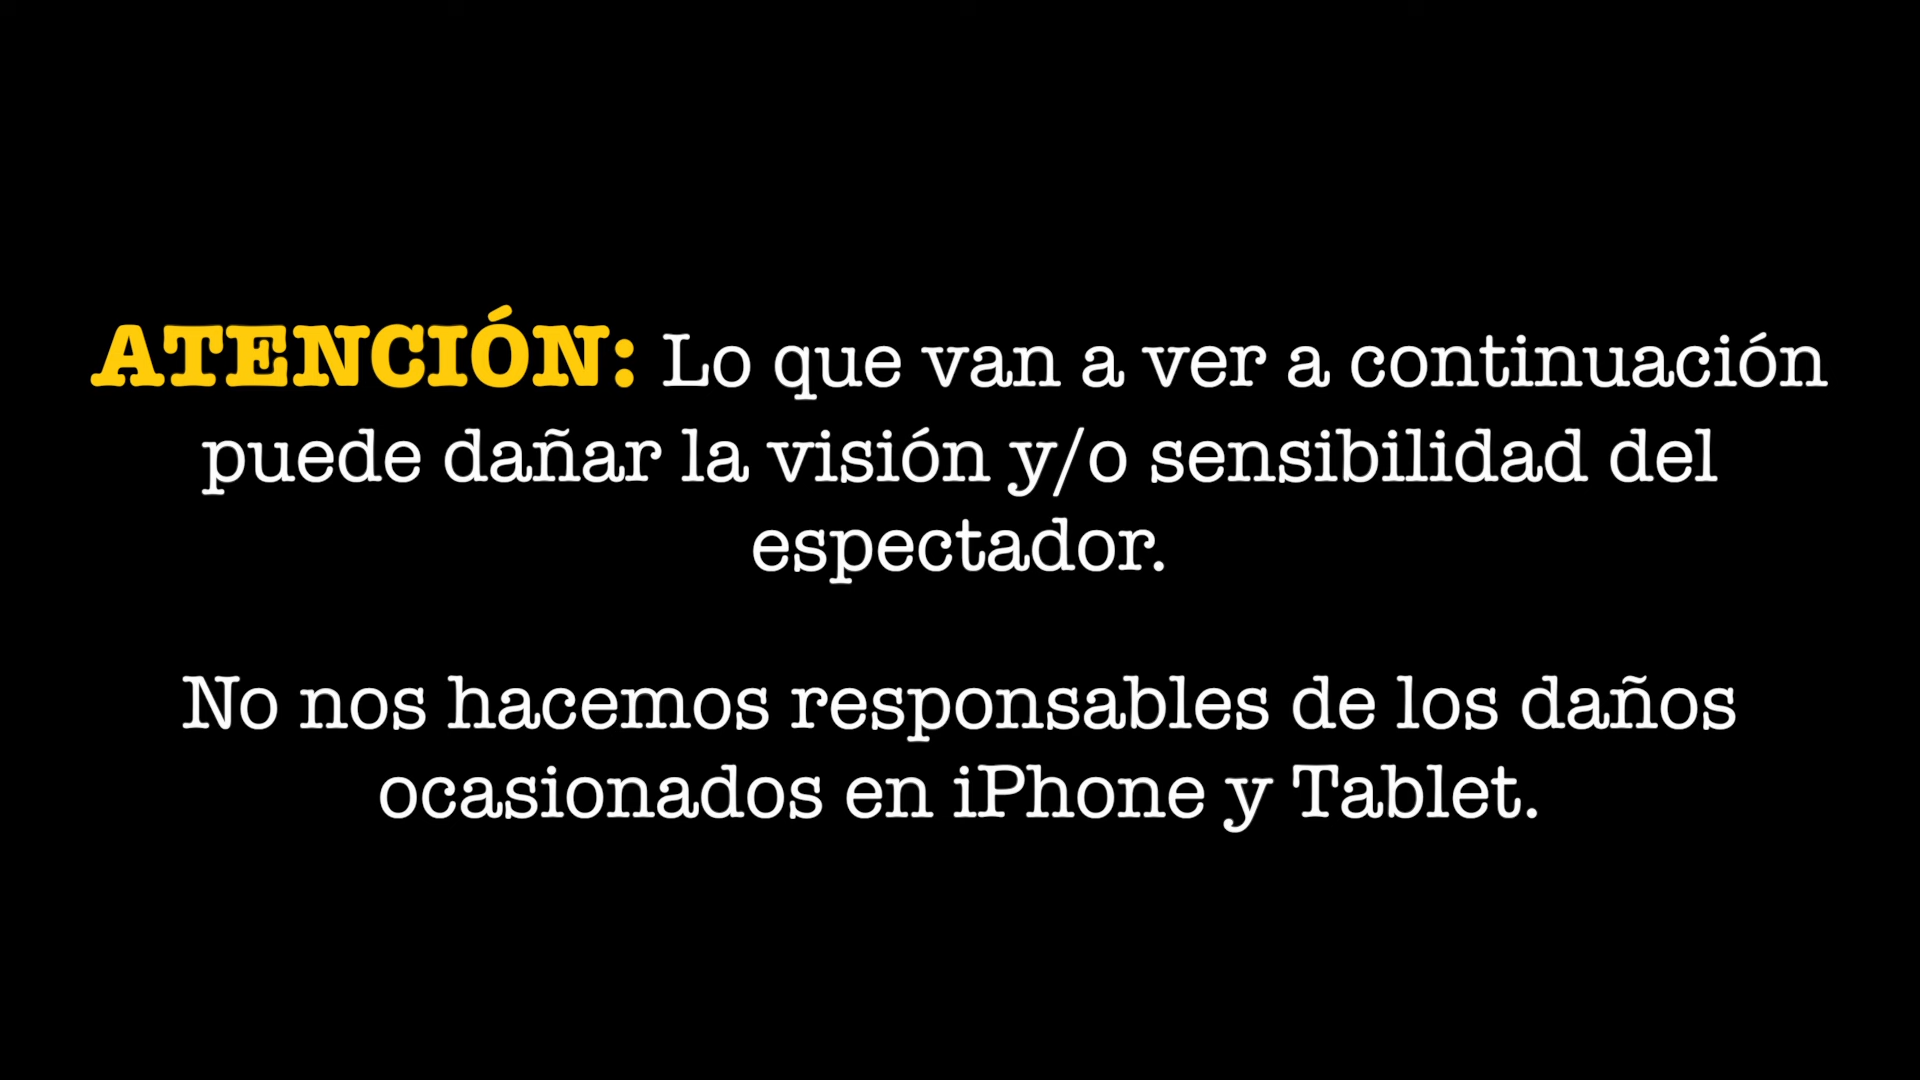 ATENCIÓN: Lo que van a ver a continuación
puede dañar la visión y/o sensibilidad del
espectador.
No nos hacemos responsables de los daños
ocasionados en iPhone y Tablet.